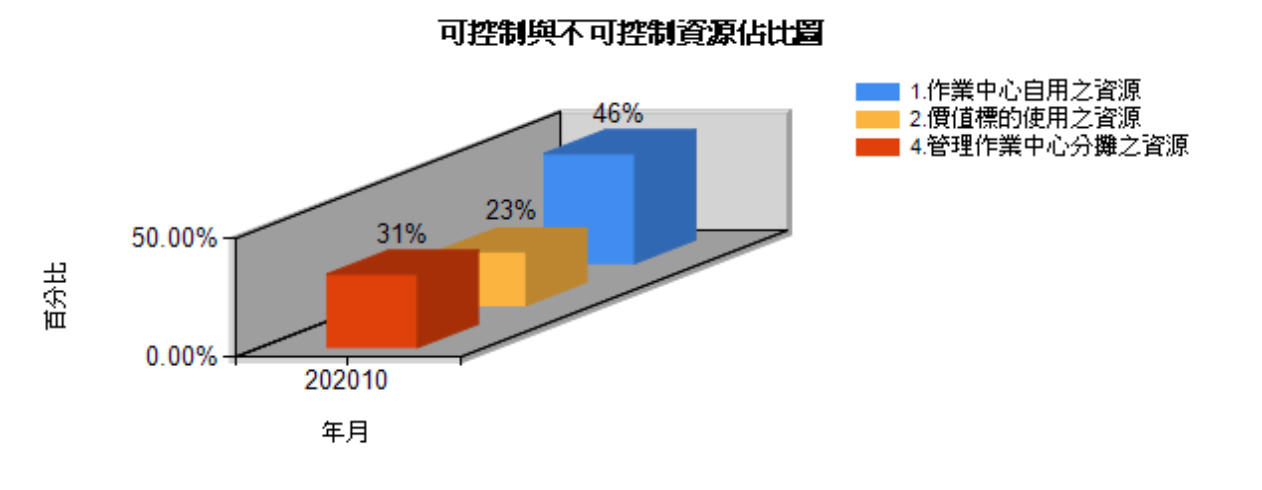 可控制與不可控制資源佔比圖
1.作業中心自用之資源
2.價值標的使用之資源
4.管理作業中心分攤之資源
46%
23%
31%
50.00%
0.00%
百分比
202010
年月